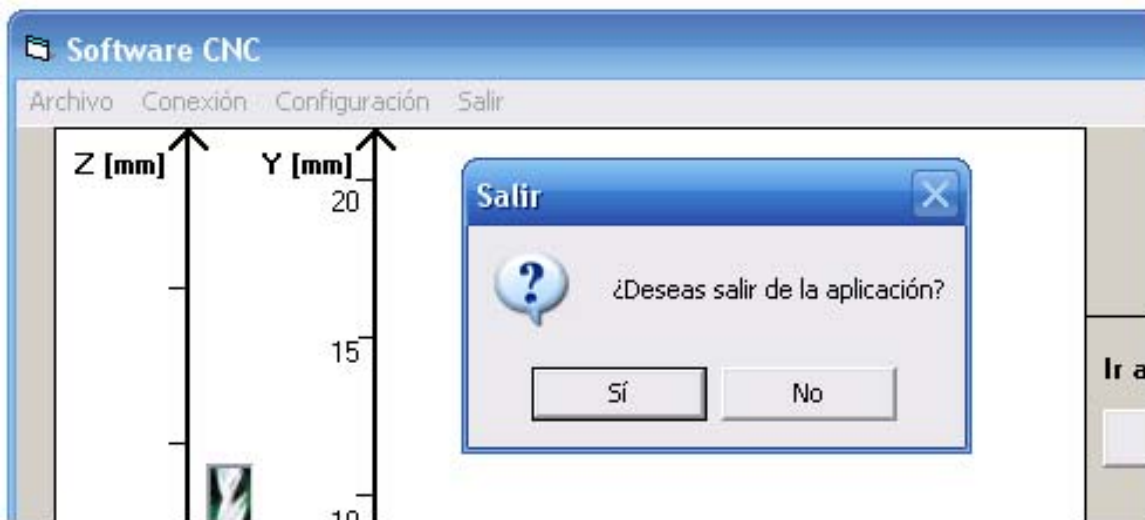 Software CNC
Archivo Conexión Configuración Salir
Z [mm] Y [mm]
20
Salir
¿Deseas salir de la aplicación?
15
Sí No
Ir a
10